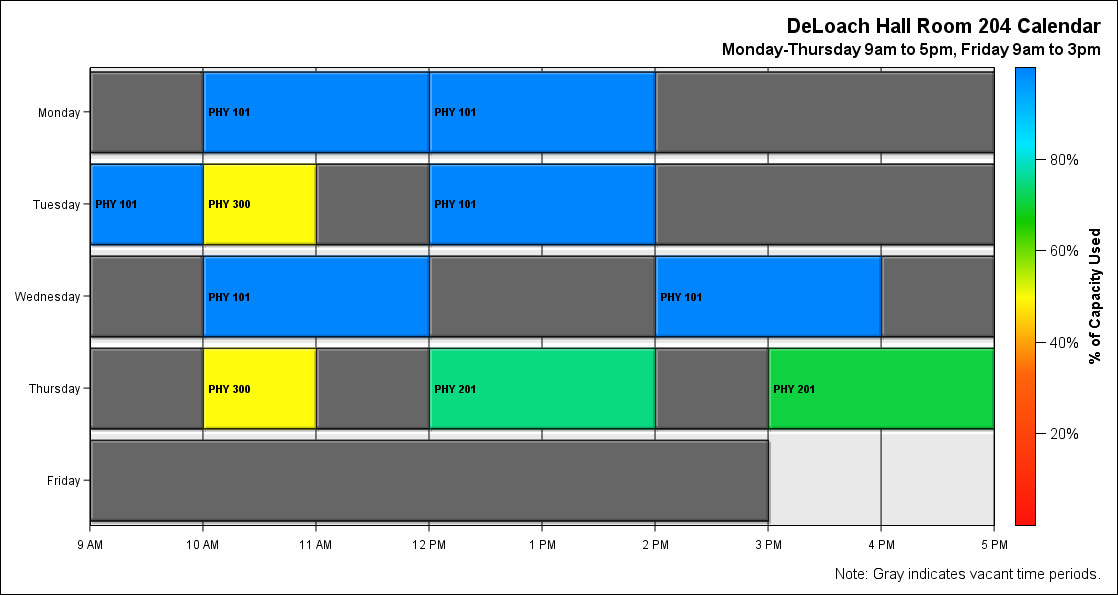 DeLoach Hall Room 204 Calendar
Monday-Thursday 9am to 5pm, Friday 9am to 3pm
Monday
PHY 101
PHY 101
Tuesday
PHY 101
PHY 300
PHY 101
Wednesday
PHY 101
PHY 101
Thursday
PHY 300
PHY 201
PHY 201
Friday
9 AM
10 AM
11 AM
12 PM
1 PM
2 PM
3 PM
4 PM
5 PM
80%
60%
40%
20%
% of Capacity Used
Note: Gray indicates vacant time periods.